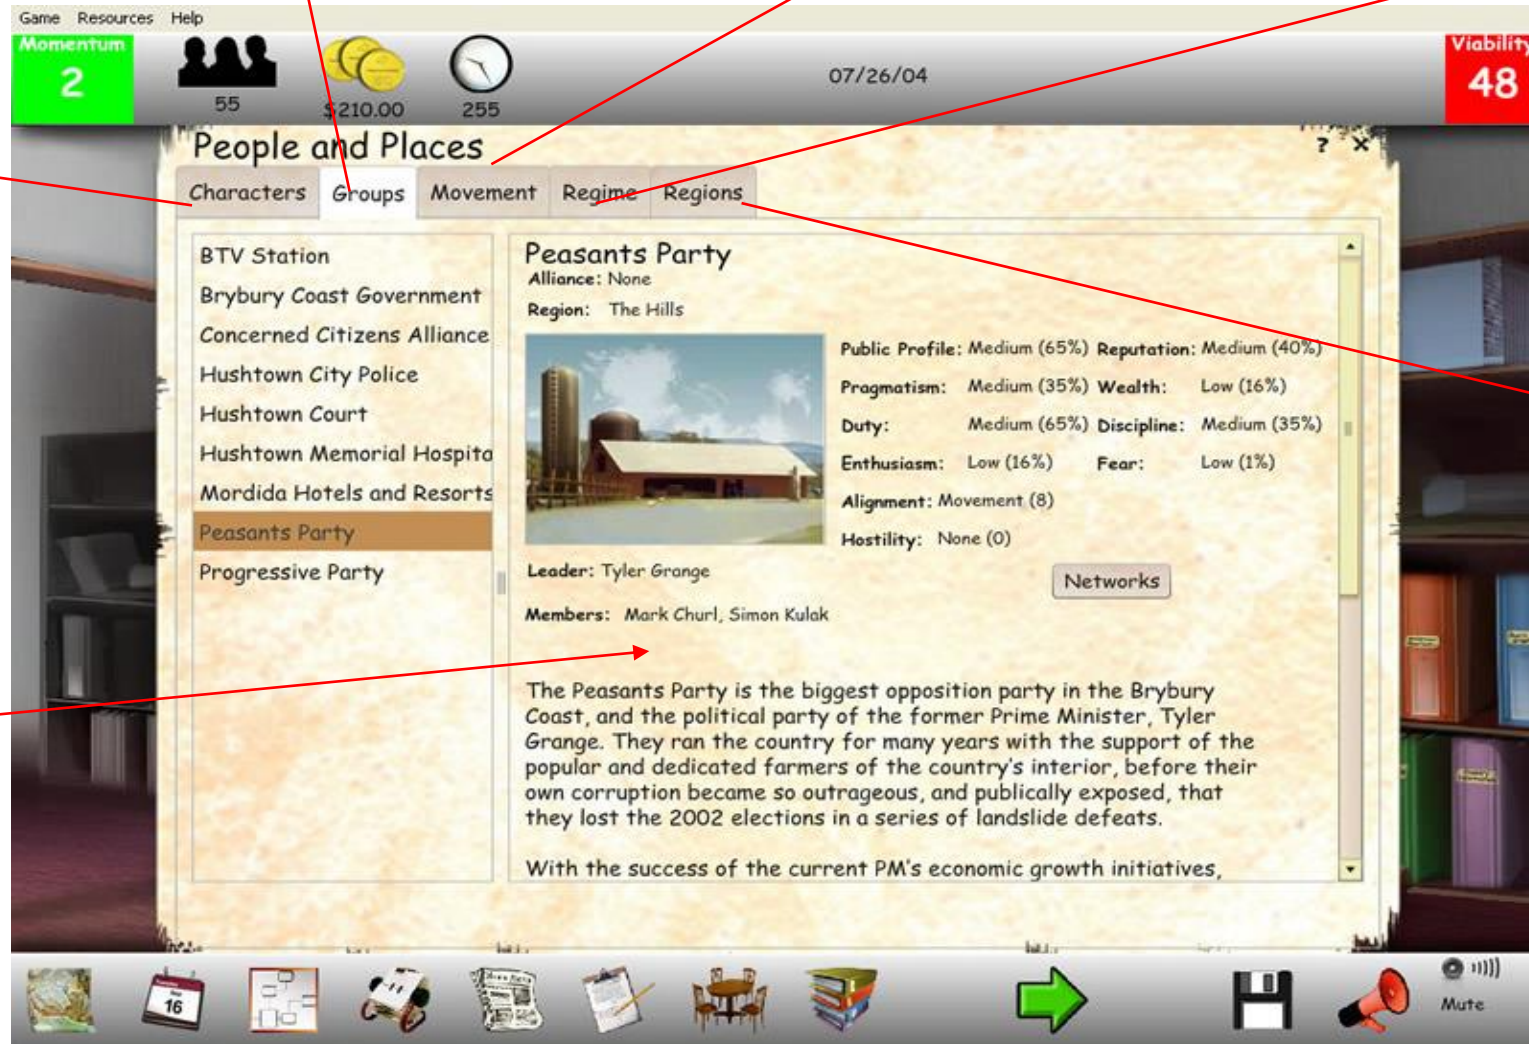 Game Resources Help
Momentum
2
55
$210.00
255
07/26/04
Viability
48
People and Places
? ×
Characters Groups Movement Regime Regions
BTV Station
Brybury Coast Government
Concerned Citizens Alliance
Hushtown City Police
Hushtown Court
Hushtown Memorial Hospita
Mordida Hotels and Resorts
Peasants Party
Progressive Party
Peasants Party
Alliance: None
Region: The Hills
Public Profile: Medium (65%) Reputation: Medium (40%)
Pragmatism: Medium (35%) Wealth: Low (16%)
Duty: Medium (65%) Discipline: Medium (35%)
Enthusiasm: Low (16%) Fear: Low (1%)
Alignment: Movement (8)
Hostility: None (0)
Leader: Tyler Grange
Networks
Members: Mark Churl, Simon Kulak
The Peasants Party is the biggest opposition party in the Brybury
Coast, and the political party of the former Prime Minister, Tyler
Grange. They ran the country for many years with the support of the
popular and dedicated farmers of the country's interior, before their
own corruption became so outrageous, and publically exposed, that
they lost the 2002 elections in a series of landslide defeats.
With the success of the current PM's economic growth initiatives,
16
Mute